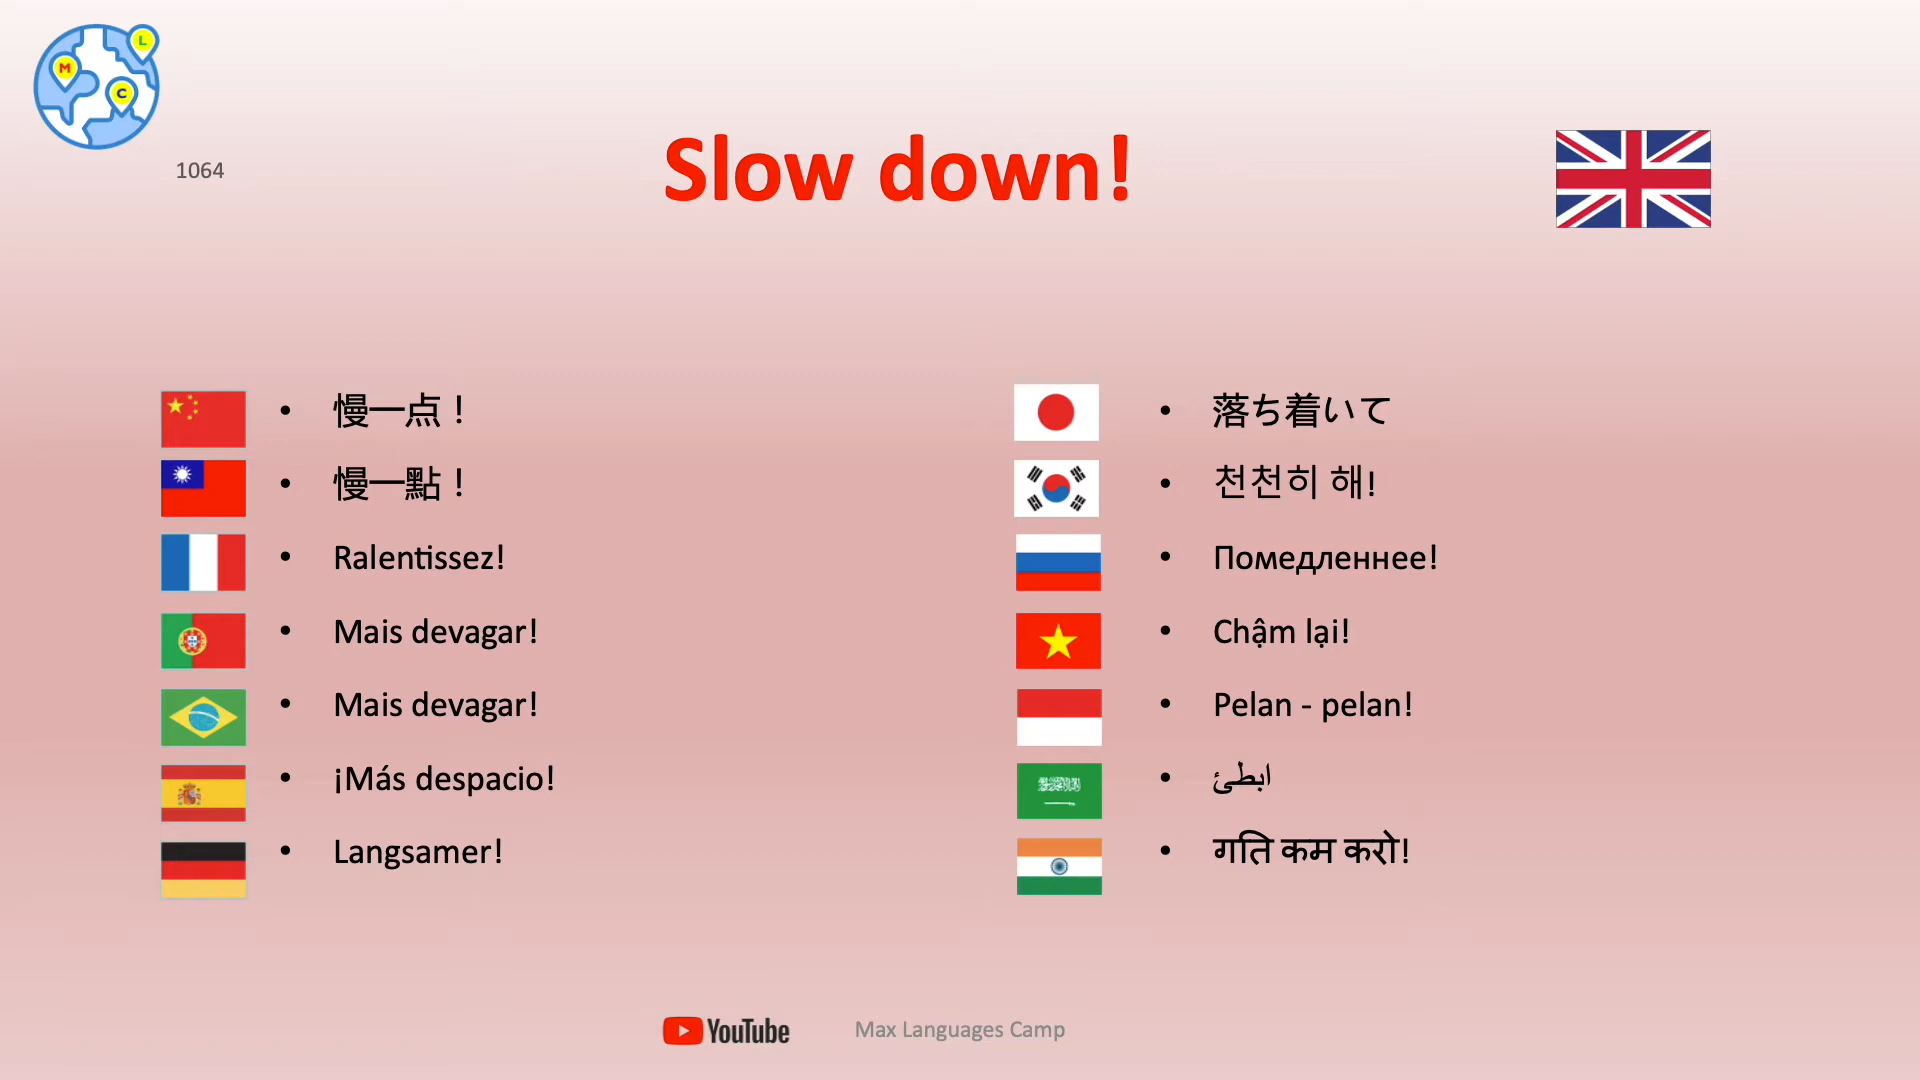 L
M
C
1064
Slow down!
慢一点！
慢一點！
Ralentissez!
Mais devagar!
Mais devagar!
¡Más despacio!
Langsamer!
落ち着いて
천천히 해!
Помедленнее!
Chậm lại!
Pelan - pelan!
ابطئ
गति कम करो!
YouTube
Max Languages Camp